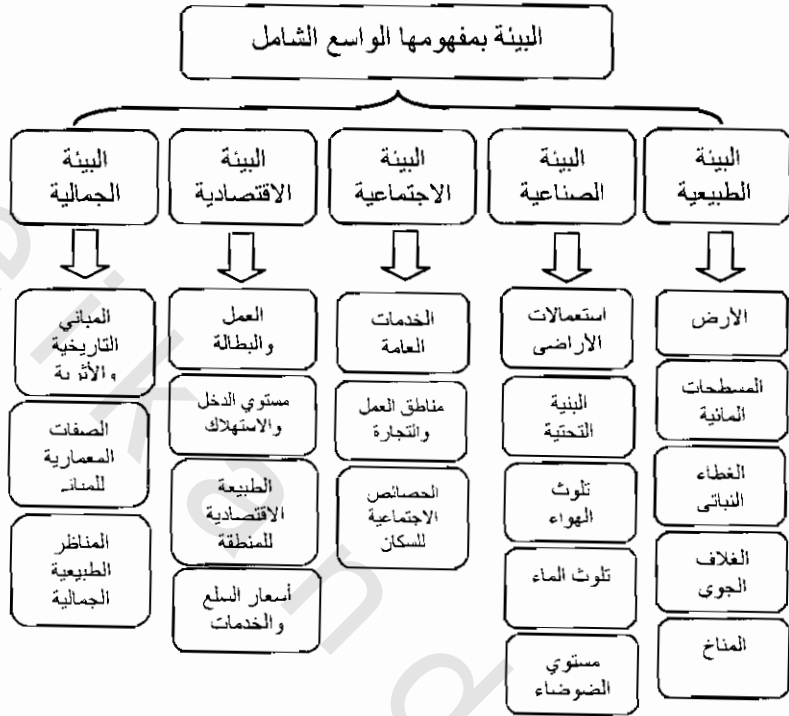 البيئة بمفهومها الواسع الشامل
البيئة
الطبيعية
البيئة
الصناعية
البيئة
الاجتماعية
البيئة
الاقتصادية
البيئة
الجمالية
الارض
المسطحات
المائية
الغطاء
النباتى
الغلاف
الجوى
المناخ
استعمالات
الاراضى
البنية
التحتية
تلوث
الهواء
تلوث الماء
مستوي
الضوضاء
الخدمات
العامة
مناطق العمل
والتجارة
الخصائص
الاجتماعية
للسكان
العمل
والبطالة
مستوي الدخل
والاستهلاك
الطبيعة
الاقتصادية
للمنطقة
أسعار السلع
والخدمات
المباني
التاريخية
والأثرية
الصفات
المعمارية
المناظر
الطبيعية
الجمالية